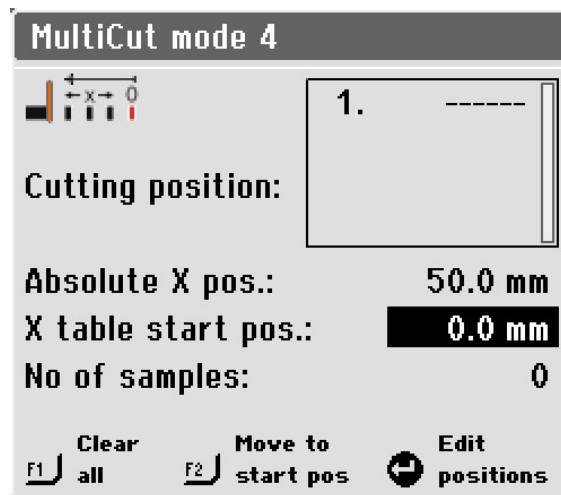 MultiCut mode 4
x 0
1. ------
Cutting position:
Absolute X pos.: 50.0 mm
X table start pos.: 0.0 mm
No of samples: 0
F1 Clear all
F2 Move to start pos
Edit positions